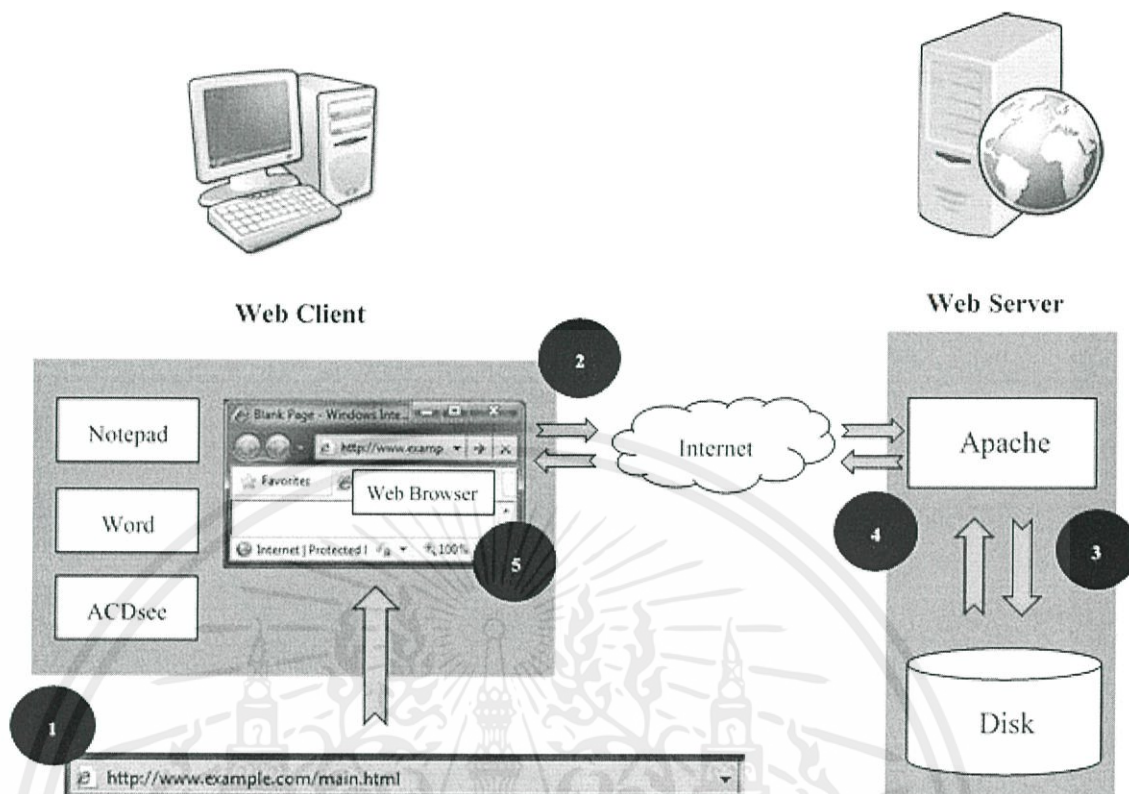 Web Client
Web Server
2
Notepad
Word
ACDsec
Blank Page - Windows Inte...
http://www.examp
Favorites
Web Browser
Internet | Protected
100%
5
Internet
Apache
4
3
Disk
1
http://www.example.com/main.html